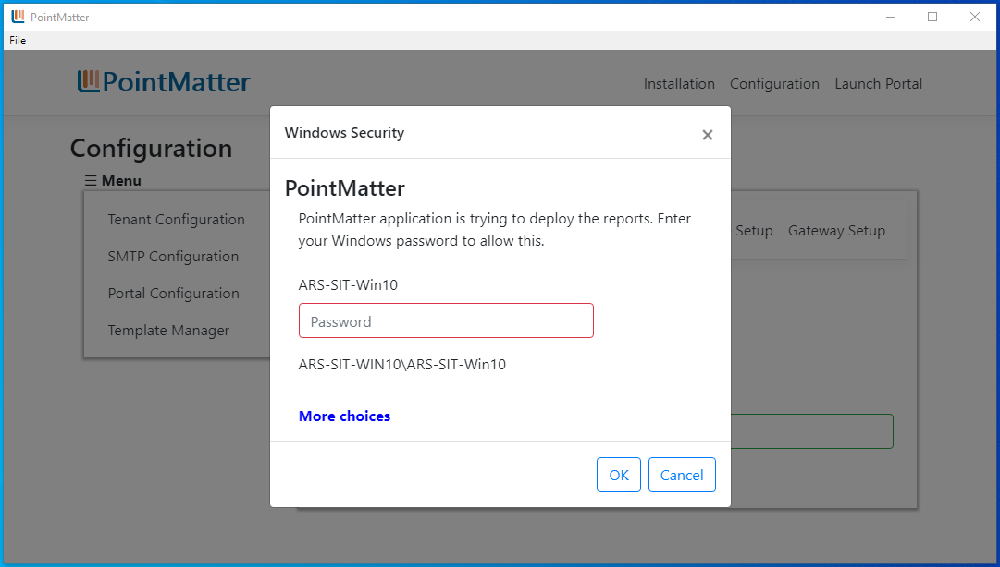 PointMatter
File
PointMatter
Installation Configuration Launch Portal
Configuration
☰ Menu
Tenant Configuration
SMTP Configuration
Portal Configuration
Template Manager
Setup Gateway Setup
Windows Security ×
PointMatter
PointMatter application is trying to deploy the reports. Enter
your Windows password to allow this.
ARS-SIT-Win10
Password
ARS-SIT-WIN10\ARS-SIT-Win10
More choices
OK Cancel